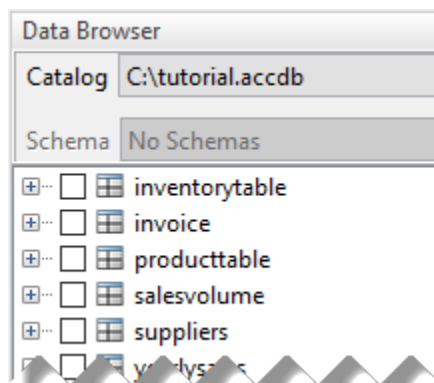 Data Browser
Catalog C:\tutorial.accdb
Schema No Schemas
inventorytable
invoice
producttable
salesvolume
suppliers